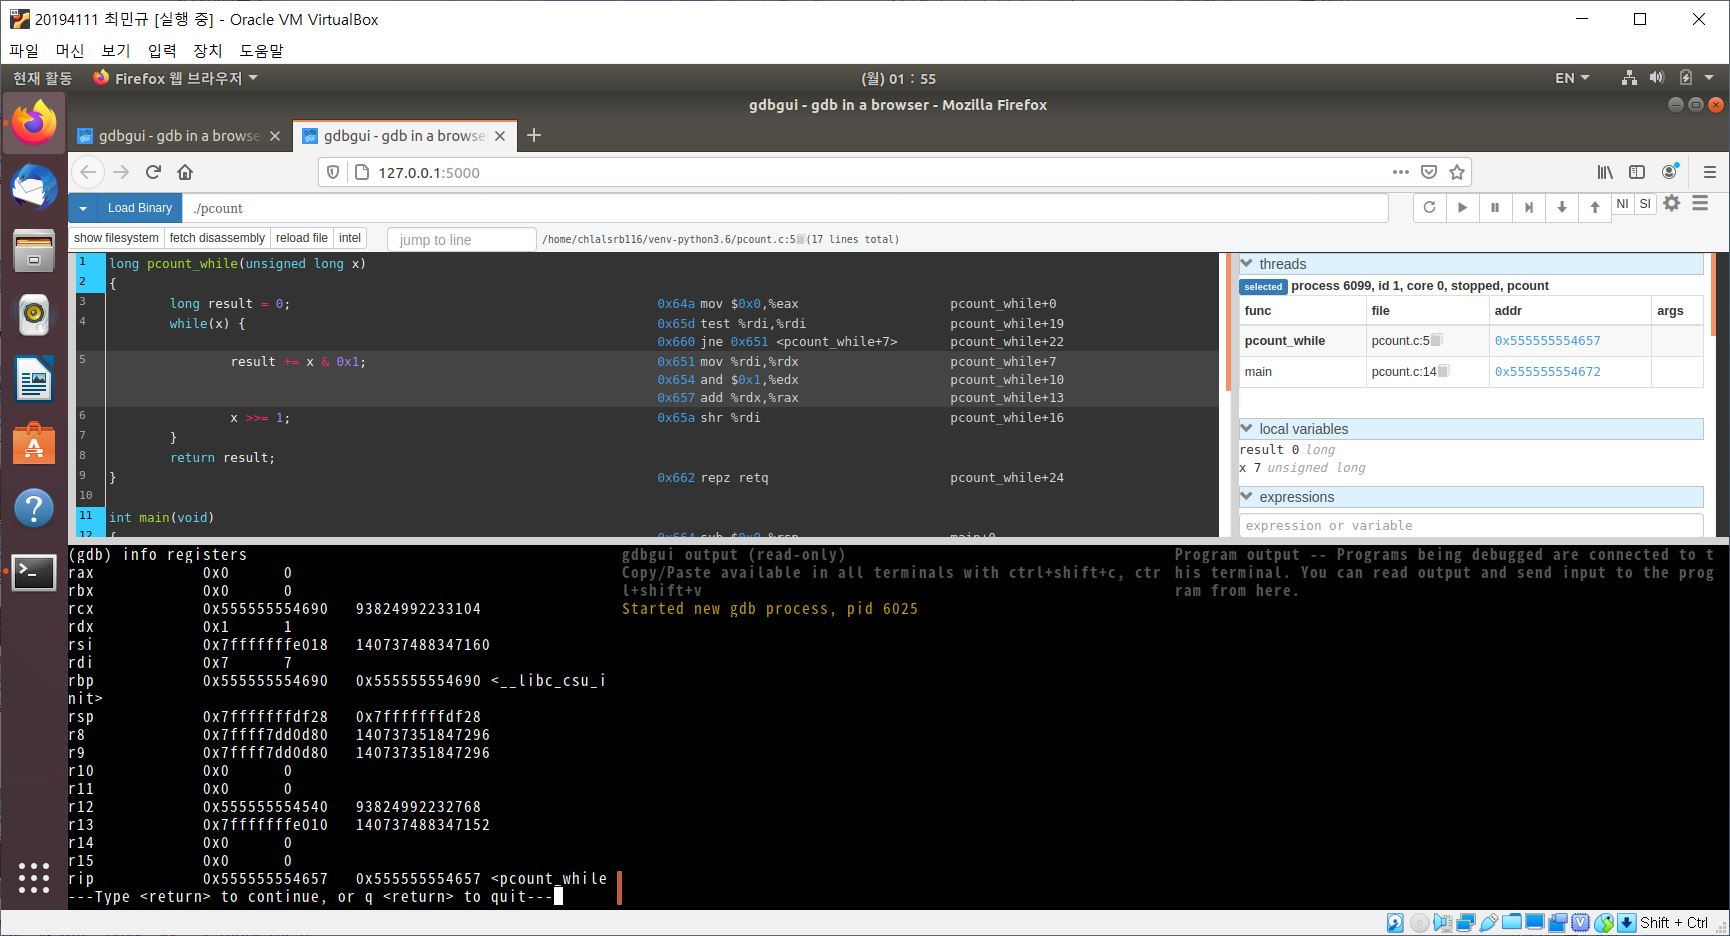 20194111 최민규 [실행 중] - Oracle VM VirtualBox
파일 머신 보기 입력 장치 도움말
현재 활동 Firefox 웹 브라우저 (월) 01 : 55 EN
gdbgui - gdb in a browser - Mozilla Firefox
gdbgui - gdb in a browse gdbgui - gdb in a browse
127.0.0.1:5000
Load Binary ./pcount NI SI
show filesystem fetch disassembly reload file intel jump to line /home/chlalsrb116/venv-python3.6/pcount.c:5 (17 lines total)
1 long pcount_while(unsigned long x)
2 {
3 long result = 0; 0x64a mov $0x0,%eax pcount_while+0
4 while(x) { 0x65d test %rdi,%rdi pcount_while+19
0x660 jne 0x651 <pcount_while+7> pcount_while+22
5 result += x & 0x1; 0x651 mov %rdi,%rdx pcount_while+7
0x654 and $0x1,%edx pcount_while+10
0x657 add %rdx,%rax pcount_while+13
6 x >>= 1; 0x65a shr %rdi pcount_while+16
7 }
8 return result;
9 } 0x662 repz retq pcount_while+24
10
11 int main(void)
12 { 0x664 sub $0x8,%rsp main+0
threads
selected process 6099, id 1, core 0, stopped, pcount
func file addr args
pcount_while pcount.c:5 0x555555554657
main pcount.c:14 0x555555554672
local variables
result 0 long
x 7 unsigned long
expressions
expression or variable
(gdb) info registers
rax 0x0 0
rbx 0x0 0
rcx 0x555555554690 93824992233104
rdx 0x1 1
rsi 0x7fffffffe018 140737488347160
rdi 0x7 7
rbp 0x555555554690 0x555555554690 <__libc_csu_i
nit>
rsp 0x7fffffffdf28 0x7fffffffdf28
r8 0x7ffff7dd0d80 140737351847296
r9 0x7ffff7dd0d80 140737351847296
r10 0x0 0
r11 0x0 0
r12 0x555555554540 93824992232768
r13 0x7fffffffe010 140737488347152
r14 0x0 0
r15 0x0 0
rip 0x555555554657 0x555555554657 <pcount_while
---Type <return> to continue, or q <return> to quit---
gdbgui output (read-only)
Copy/Paste available in all terminals with ctrl+shift+c, ctr
l+shift+v
Started new gdb process, pid 6025
Program output -- Programs being debugged are connected to t
his terminal. You can read output and send input to the prog
ram from here.
Shift + Ctrl